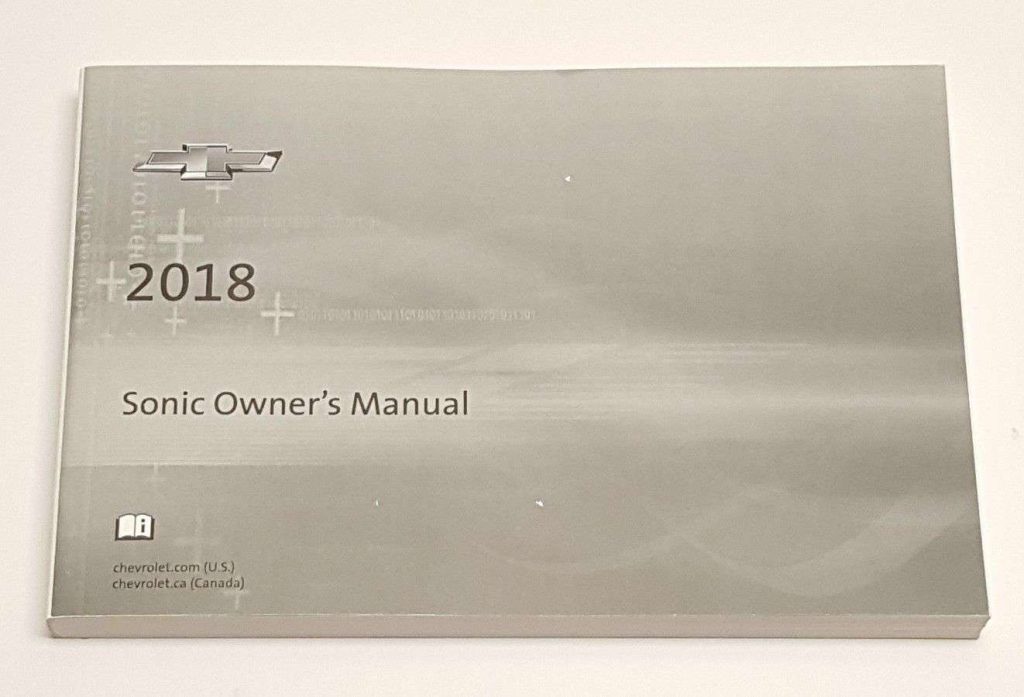 2018
Sonic Owner's Manual
i
chevrolet.com (U.S.)
chevrolet.ca (Canada)